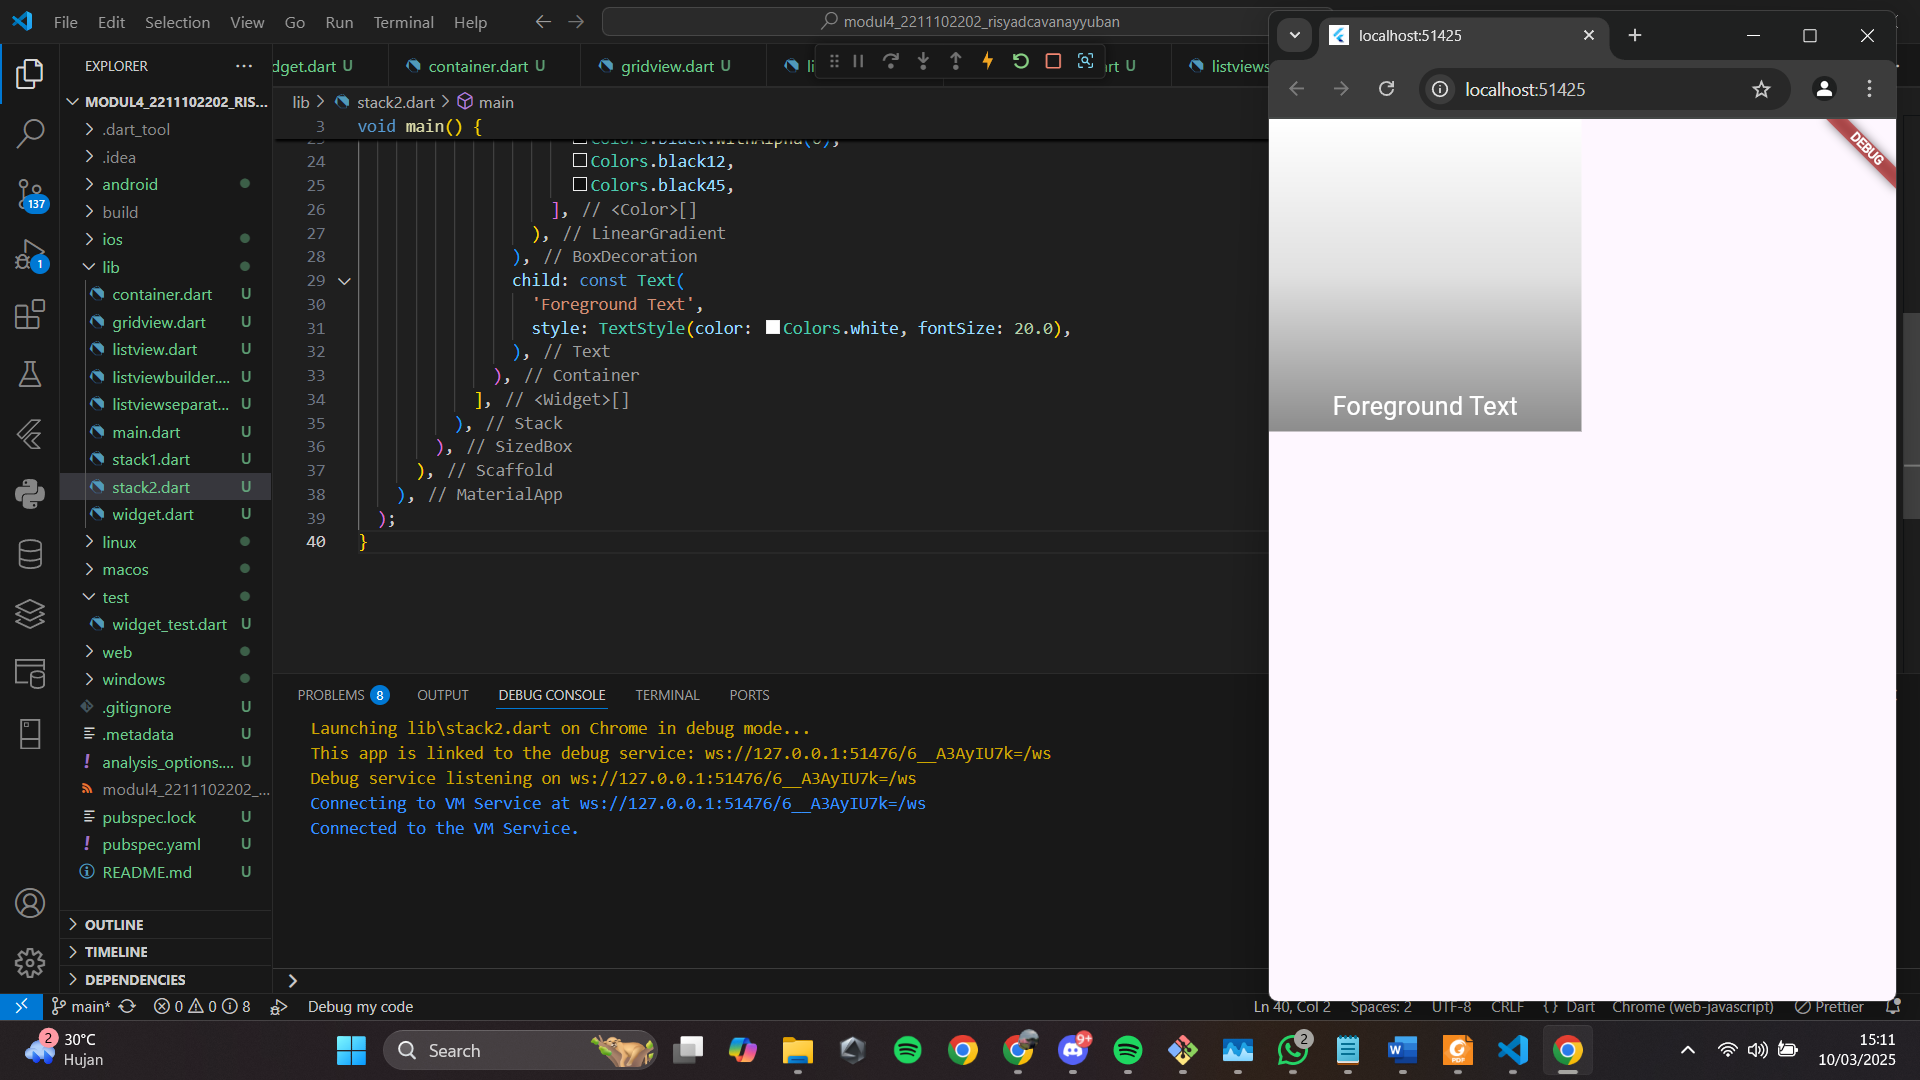 File Edit Selection View Go Run Terminal Help
modul4_2211102202_risyadcavanayyuban
EXPLORER
dget.dart U
container.dart U
gridview.dart U
li
rt U
listviews
MODUL4_2211102202_RIS...
.dart_tool
.idea
android
build
ios
lib
container.dart U
gridview.dart U
listview.dart U
listviewbuilder.... U
listviewseparat... U
main.dart U
stack1.dart U
stack2.dart U
widget.dart U
linux
macos
test
widget_test.dart U
web
windows
.gitignore U
.metadata U
analysis_options.... U
modul4_2211102202_...
pubspec.lock U
pubspec.yaml U
README.md U
OUTLINE
TIMELINE
DEPENDENCIES
137
1
lib > stack2.dart > main
3 void main() {
23 Colors.black.withAlpha(0),
24 Colors.black12,
25 Colors.black45,
26 ], // <Color>[]
27 ), // LinearGradient
28 ), // BoxDecoration
29 child: const Text(
30 'Foreground Text',
31 style: TextStyle(color: Colors.white, fontSize: 20.0),
32 ), // Text
33 ), // Container
34 ], // <Widget>[]
35 ), // Stack
36 ), // SizedBox
37 ), // Scaffold
38 ), // MaterialApp
39 );
40 }
PROBLEMS 8 OUTPUT DEBUG CONSOLE TERMINAL PORTS
Launching lib\stack2.dart on Chrome in debug mode...
This app is linked to the debug service: ws://127.0.0.1:51476/6__A3AyIU7k=/ws
Debug service listening on ws://127.0.0.1:51476/6__A3AyIU7k=/ws
Connecting to VM Service at ws://127.0.0.1:51476/6__A3AyIU7k=/ws
Connected to the VM Service.
localhost:51425
localhost:51425
DEBUG
Foreground Text
main* 0 0 8 Debug my code
Ln 40, Col 2 Spaces: 2 UTF-8 CRLF {} Dart Chrome (web-javascript) Prettier
2
30°C
Hujan
Search
9+
2
15:11
10/03/2025